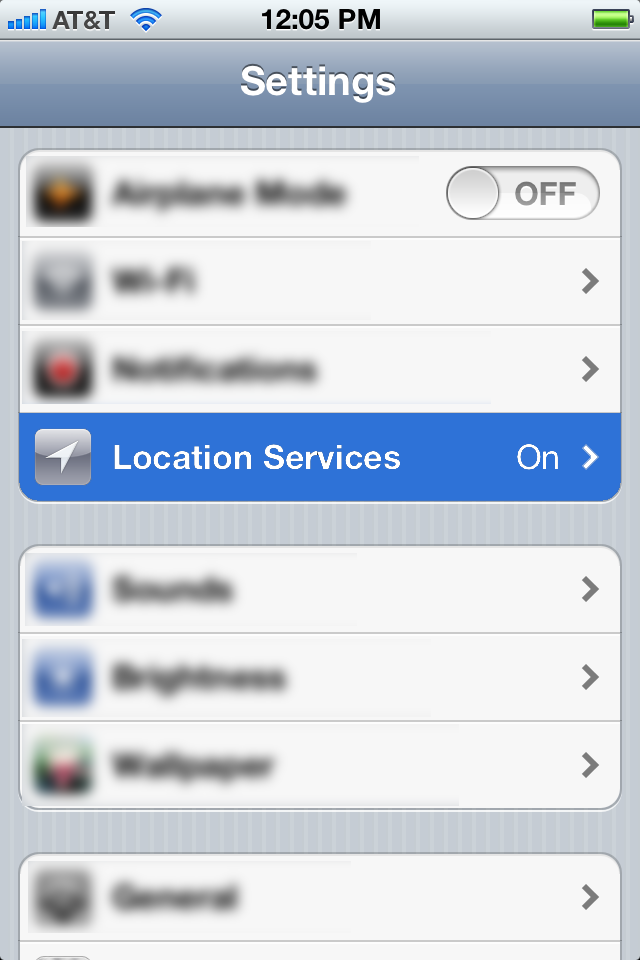 AT&T 12:05 PM
Settings
Airplane Mode OFF
Wi-Fi
Notifications
Location Services On
Sounds
Brightness
Wallpaper
General